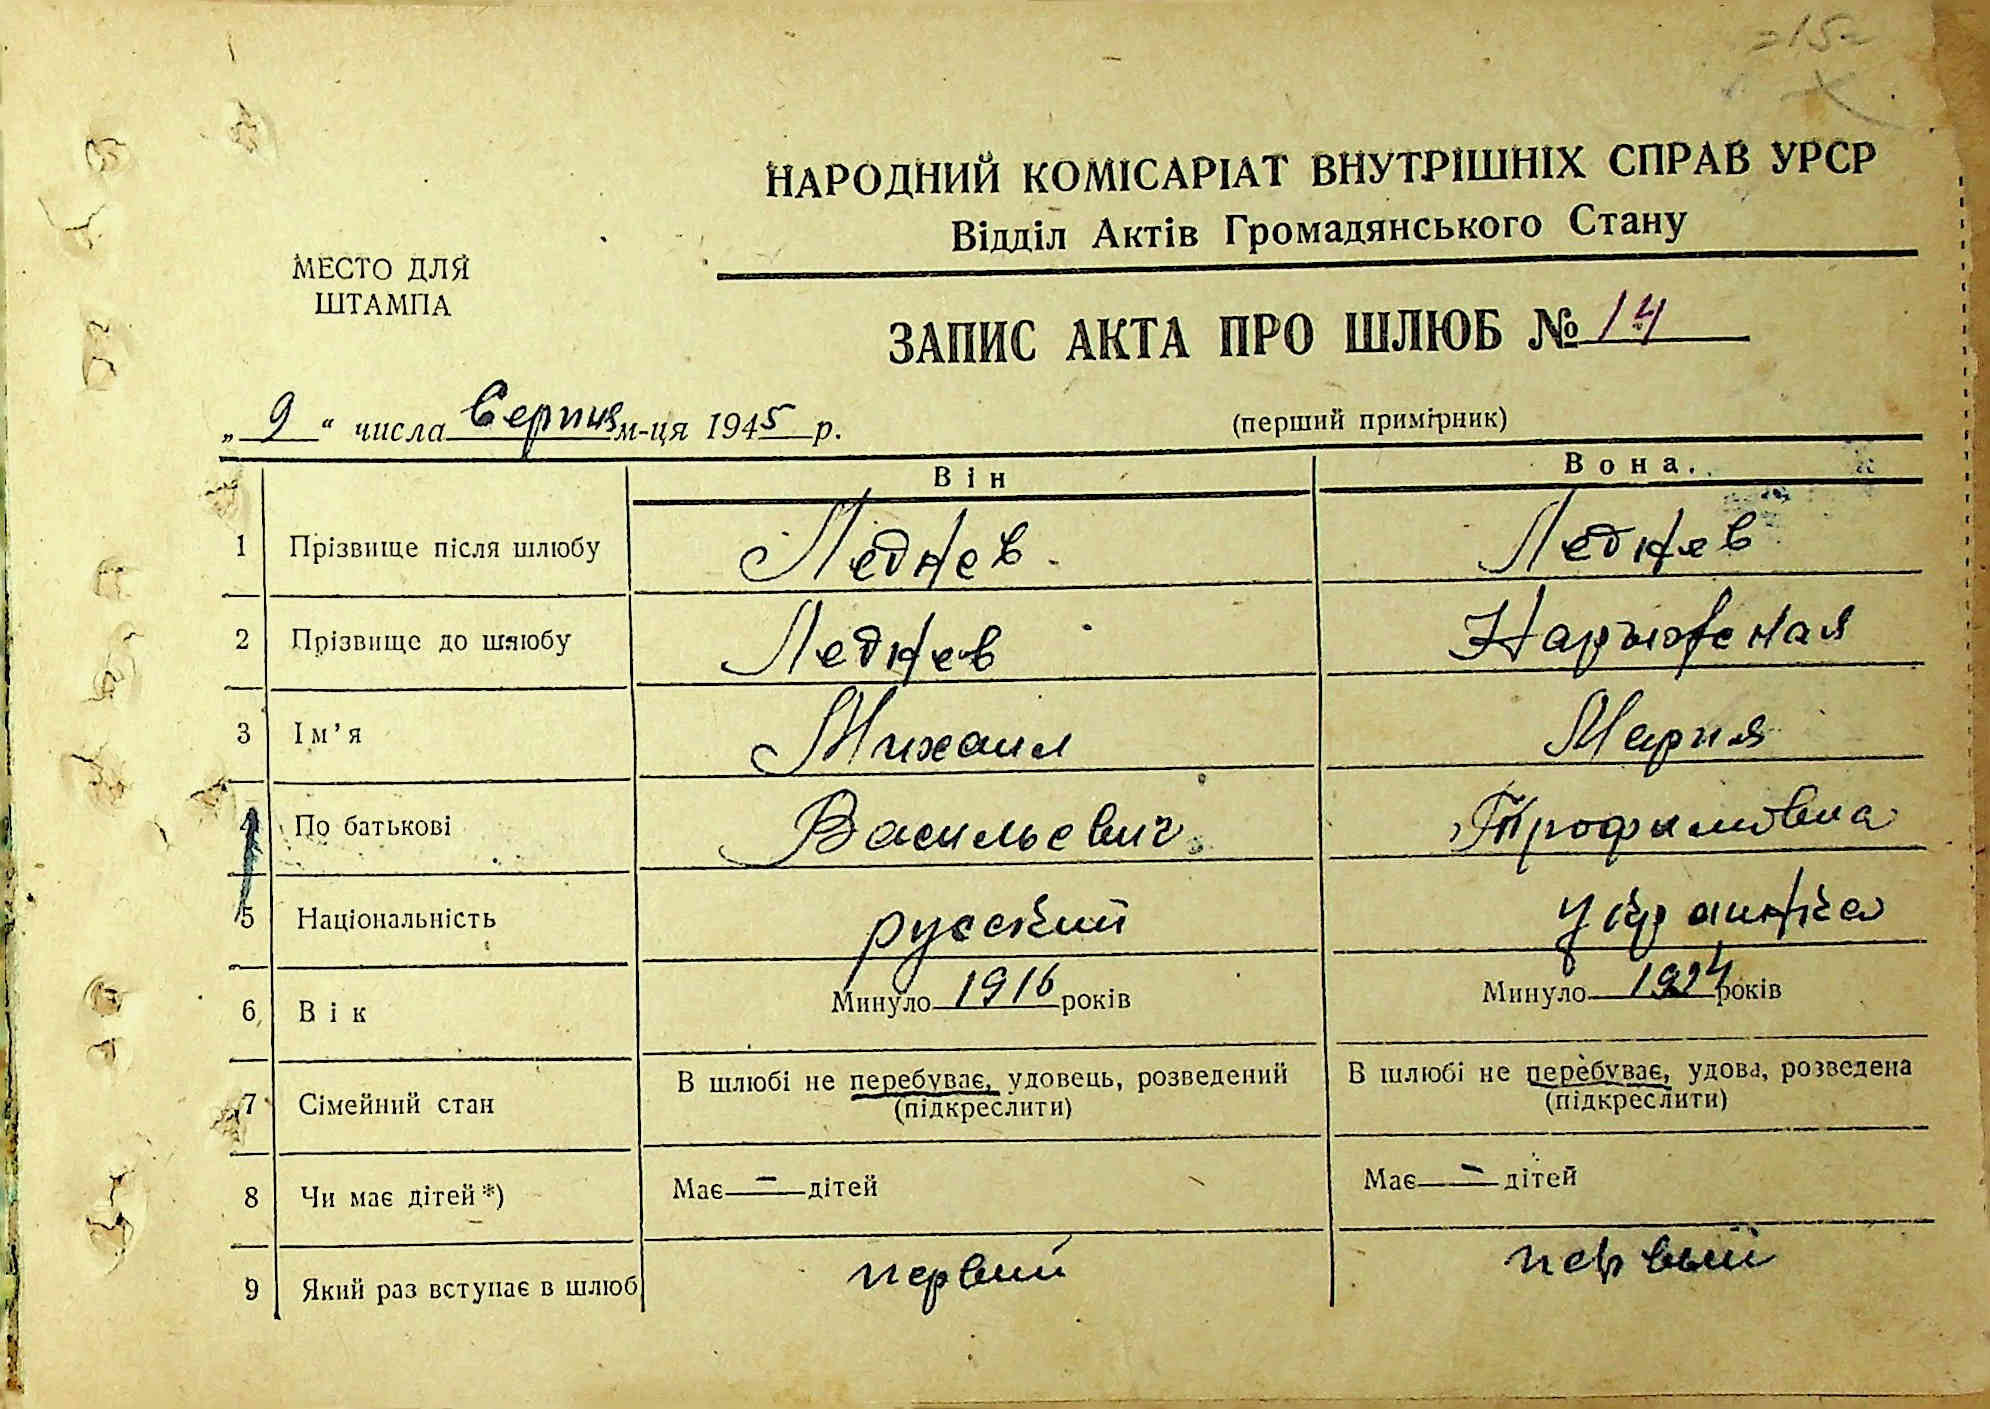 =15=
НАРОДНИЙ КОМІСАРІАТ ВНУТРІШНІХ СПРАВ УРСР
Відділ Актів Громадянського Стану
МЕСТО ДЛЯ
ШТАМПА
ЗАПИС АКТА ПРО ШЛЮБ № 14
„ 9 “ числа Серпня м-ця 1945 р.
(перший примірник)
Він Вона.
1 Прізвище після шлюбу Леднев Леднев
2 Прізвище до шлюбу Леднев Нарыжная
3 Ім’я Михаил Мария
4 По батькові Васильевич Трофимовна
5 Національність русский украинка
6 Вік Минуло 1916 років Минуло 1924 років
7 Сімейний стан В шлюбі не перебуває, удовець, розведений (підкреслити) В шлюбі не перебуває, удова, розведена (підкреслити)
8 Чи має дітей*) Має — дітей Має — дітей
9 Який раз вступає в шлюб первый первый